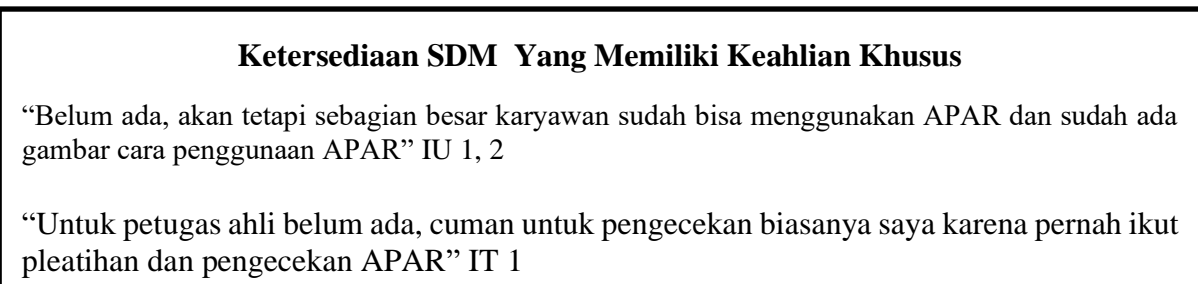 Ketersediaan SDM Yang Memiliki Keahlian Khusus
“Belum ada, akan tetapi sebagian besar karyawan sudah bisa menggunakan APAR dan sudah ada
gambar cara penggunaan APAR” IU 1, 2
“Untuk petugas ahli belum ada, cuman untuk pengecekan biasanya saya karena pernah ikut
pleatihan dan pengecekan APAR” IT 1